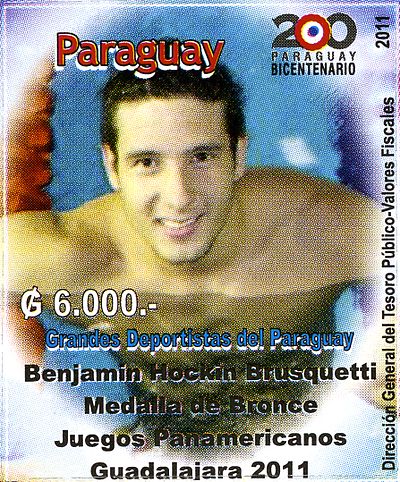 Paraguay
200
PARAGUAY
BICENTENARIO
2011
₲ 6.000.-
Grandes Deportistas del Paraguay
Benjamin Hockin Brusquetti
Medalla de Bronce
Juegos Panamericanos
Guadalajara 2011
Dirección General del Tesoro Público-Valores Fiscales